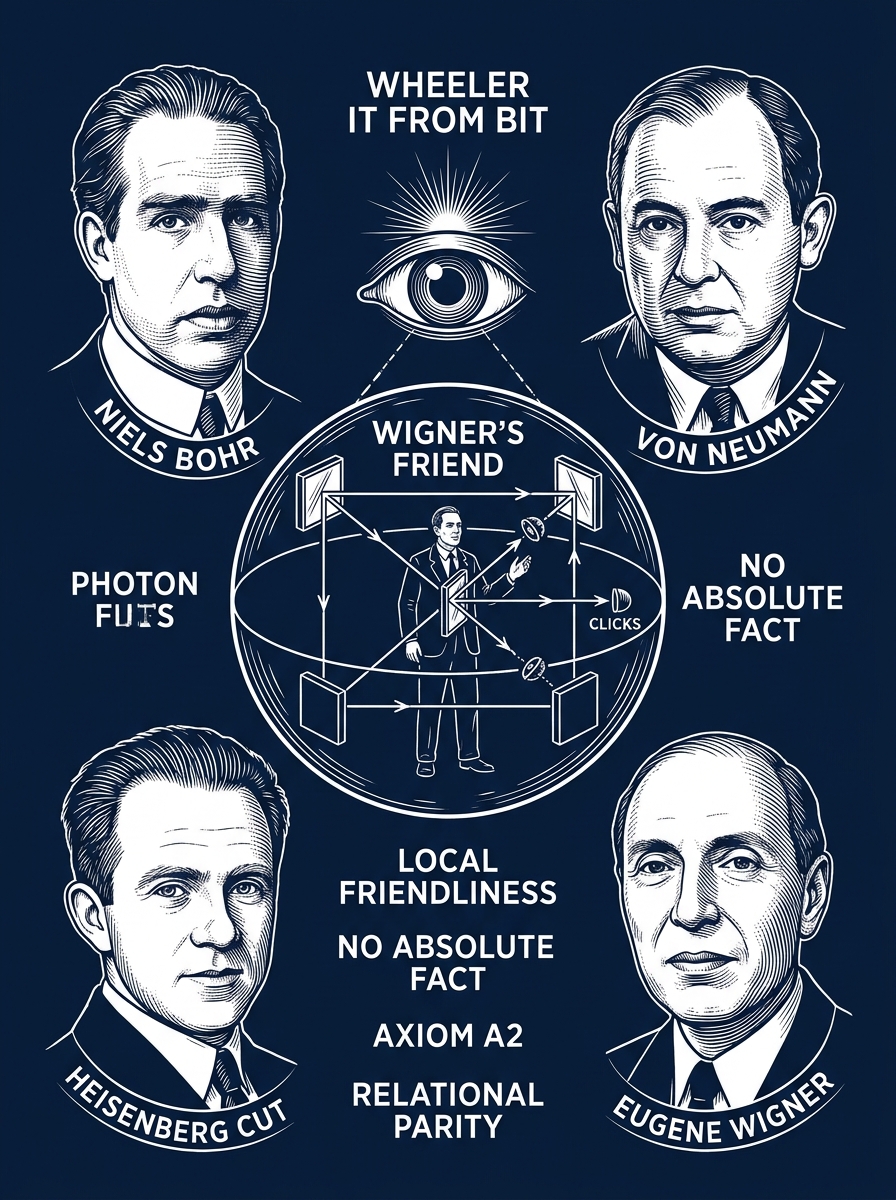 WHEELER
IT FROM BIT
NIELS BOHR
VON NEUMANN
WIGNER'S
FRIEND
PHOTON
CLICKS
NO
ABSOLUTE
FACT
LOCAL
FRIENDLINESS
NO ABSOLUTE
FACT
AXIOM A2
RELATIONAL
PARITY
HEISENBERG CUT
EUGENE WIGNER